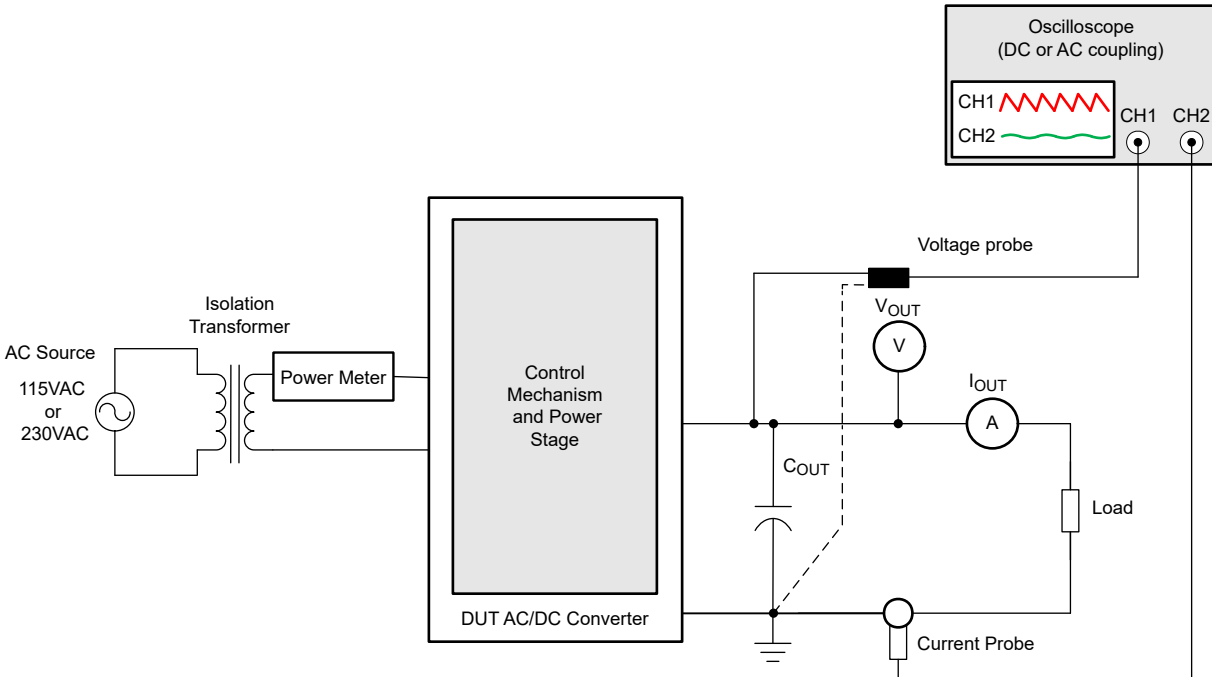 Oscilloscope
(DC or AC coupling)
CH1
CH2
CH1 CH2
Voltage probe
Isolation
Transformer
AC Source
115VAC
or
230VAC
Power Meter
Control
Mechanism
and Power
Stage
DUT AC/DC Converter
VOUT
V
IOUT
A
COUT
Load
Current Probe